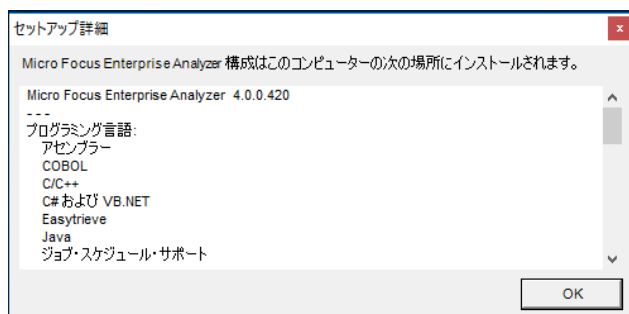 セットアップ詳細
Micro Focus Enterprise Analyzer 構成はこのコンピューターの次の場所にインストールされます。
Micro Focus Enterprise Analyzer 4.0.0.420
---
プログラミング言語:
アセンブラー
COBOL
C/C++
C# および VB.NET
Easytrieve
Java
ジョブ・スケジュール・サポート
OK